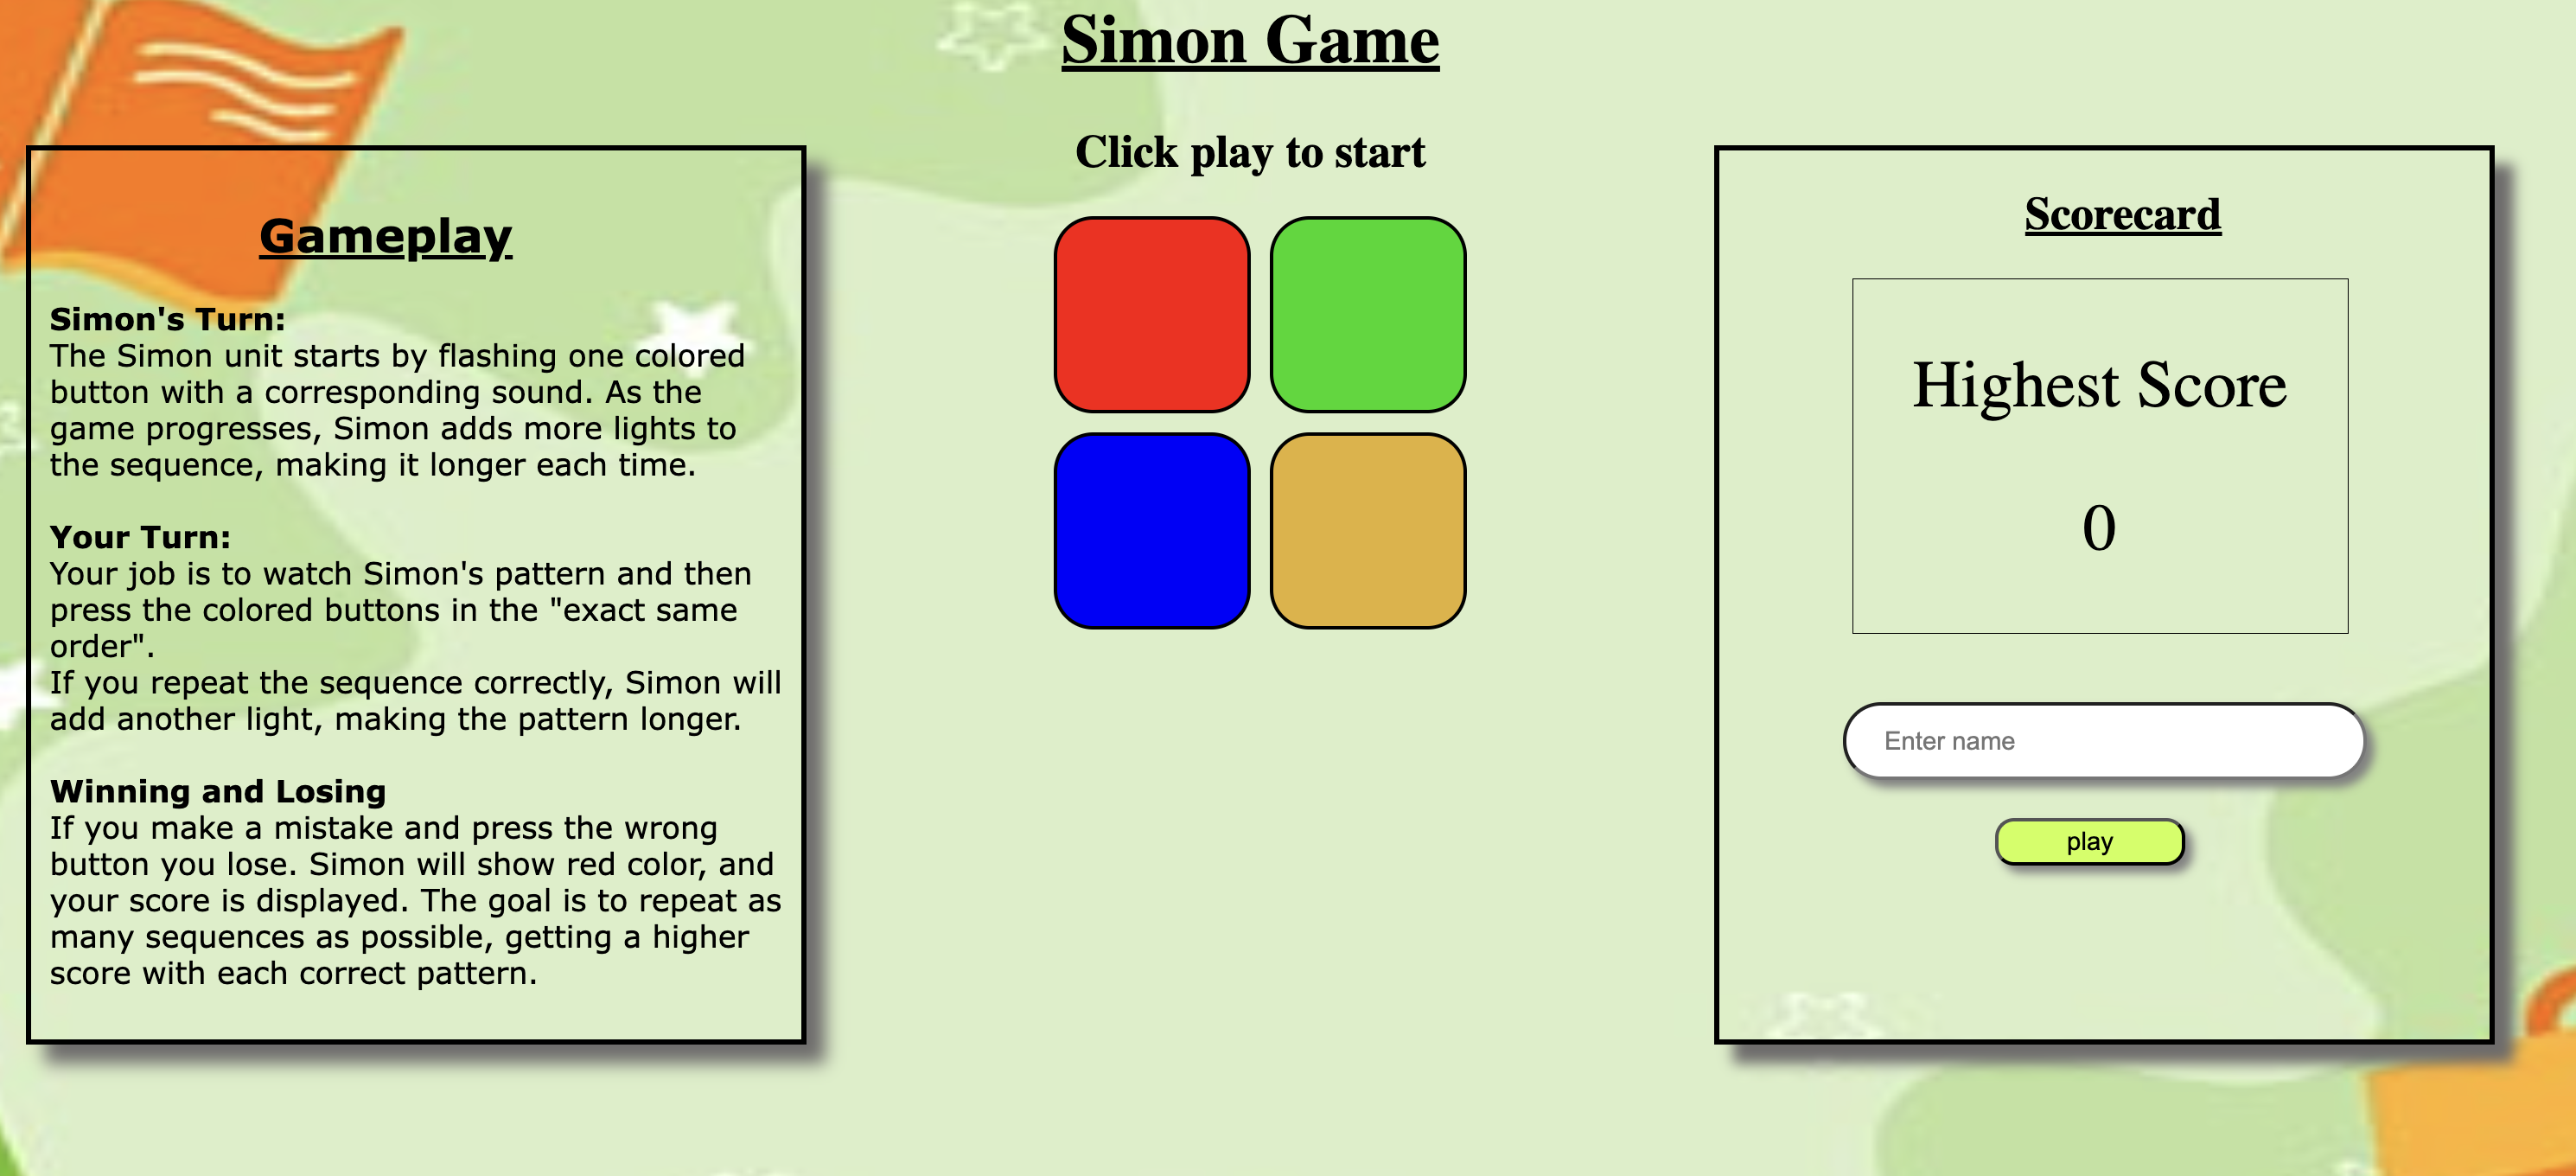 Simon Game
Click play to start
Gameplay
Simon's Turn:
The Simon unit starts by flashing one colored
button with a corresponding sound. As the
game progresses, Simon adds more lights to
the sequence, making it longer each time.
Your Turn:
Your job is to watch Simon's pattern and then
press the colored buttons in the "exact same
order".
If you repeat the sequence correctly, Simon will
add another light, making the pattern longer.
Winning and Losing
If you make a mistake and press the wrong
button you lose. Simon will show red color, and
your score is displayed. The goal is to repeat as
many sequences as possible, getting a higher
score with each correct pattern.
Scorecard
Highest Score
0
Enter name
play